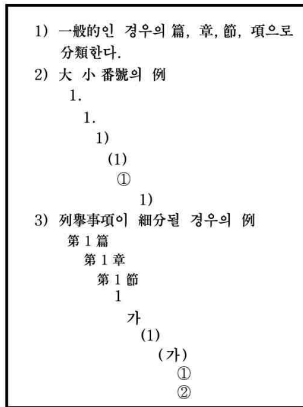 1) 一般的인 경우의 篇, 章, 節, 項으로
分類한다.
2) 大 小 番號의 例
1.
1.
1)
(1)
①
1)
3) 列擧事項이 細分될 경우의 例
第 1 篇
第 1 章
第 1 節
1
가
(1)
(가)
①
②